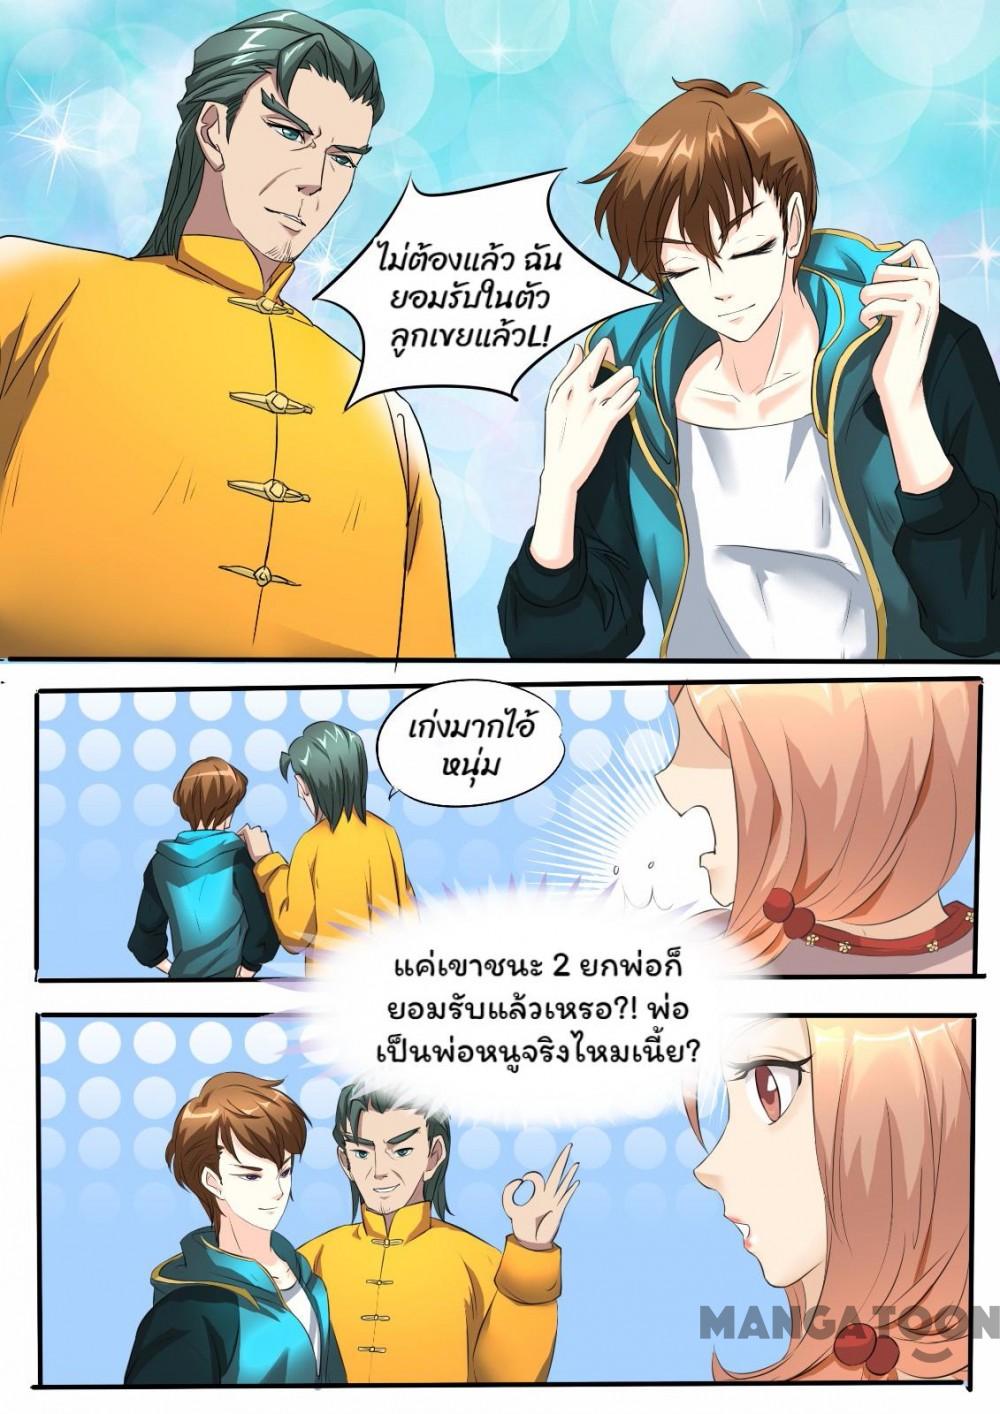 ไม่ต้องแล้ว ฉัน
ยอมรับในตัว
ลูกเขยแล้วL!
เก่งมากไอ้
หนุ่ม
แค่เขาชนะ 2 ยกพ่อก็
ยอมรับแล้วเหรอ?! พ่อ
เป็นพ่อหนูจริงไหมเนี้ย?
MANGATOON